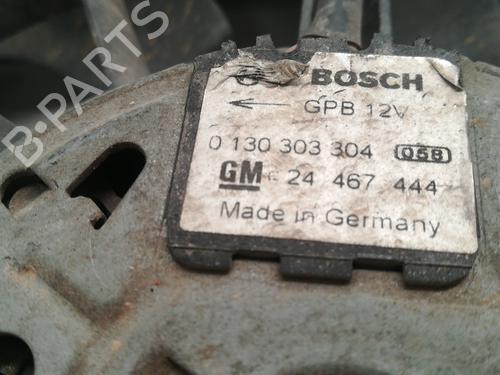 BOSCH
← GPB 12V
0 130 303 304 058
GM 24 467 444
Made in Germany
B-PARTS